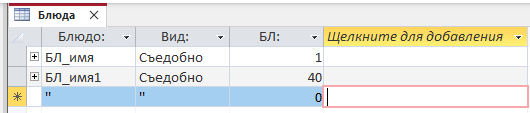 Блюда
Блюдо: Вид: БЛ: Щелкните для добавления
БЛ_имя Съедобно 1
БЛ_имя1 Съедобно 40
" " 0